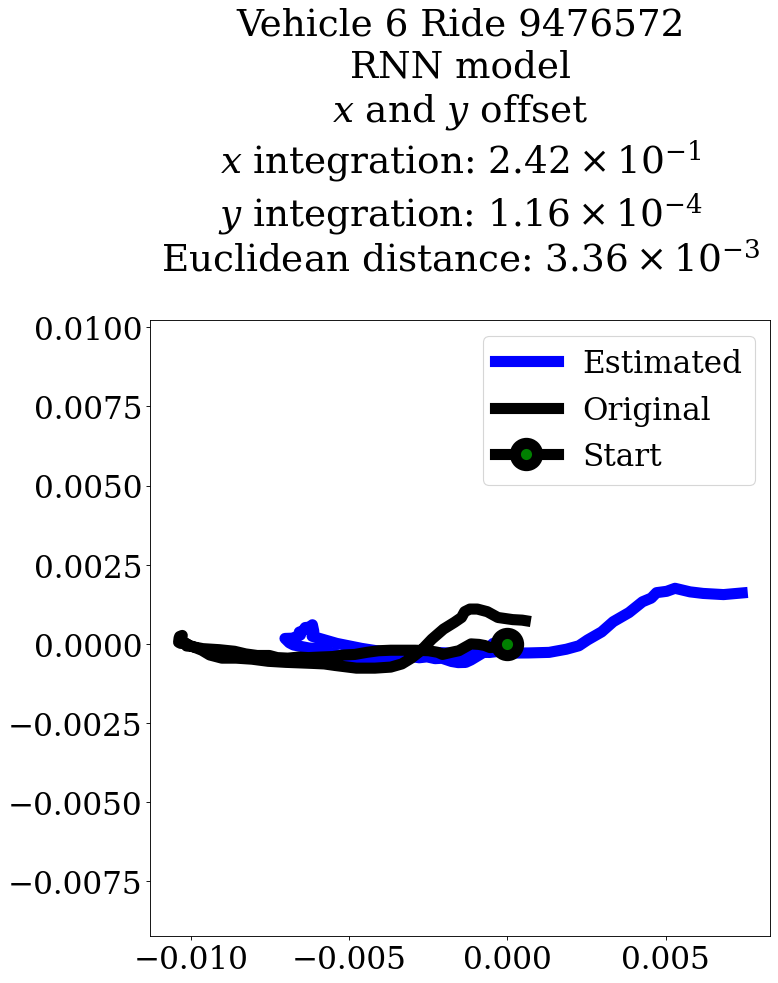 Vehicle 6 Ride 9476572
RNN model
x and y offset
x integration: 2.42 × 10⁻¹
y integration: 1.16 × 10⁻⁴
Euclidean distance: 3.36 × 10⁻³
0.0100
0.0075
0.0050
0.0025
0.0000
−0.0025
−0.0050
−0.0075
Estimated
Original
Start
−0.010 −0.005 0.000 0.005